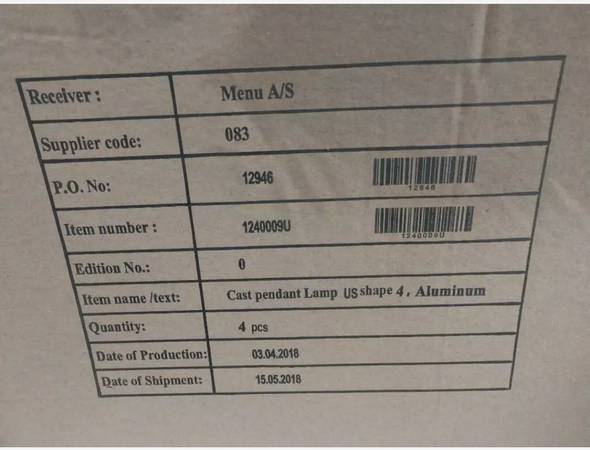 Receiver : Menu A/S
Supplier code: 083
P.O. No: 12946
12946
Item number : 1240009U
1240009U
Edition No.: 0
Item name /text: Cast pendant Lamp US shape 4 , Aluminum
Quantity: 4 pcs
Date of Production: 03.04.2018
Date of Shipment: 15.05.2018